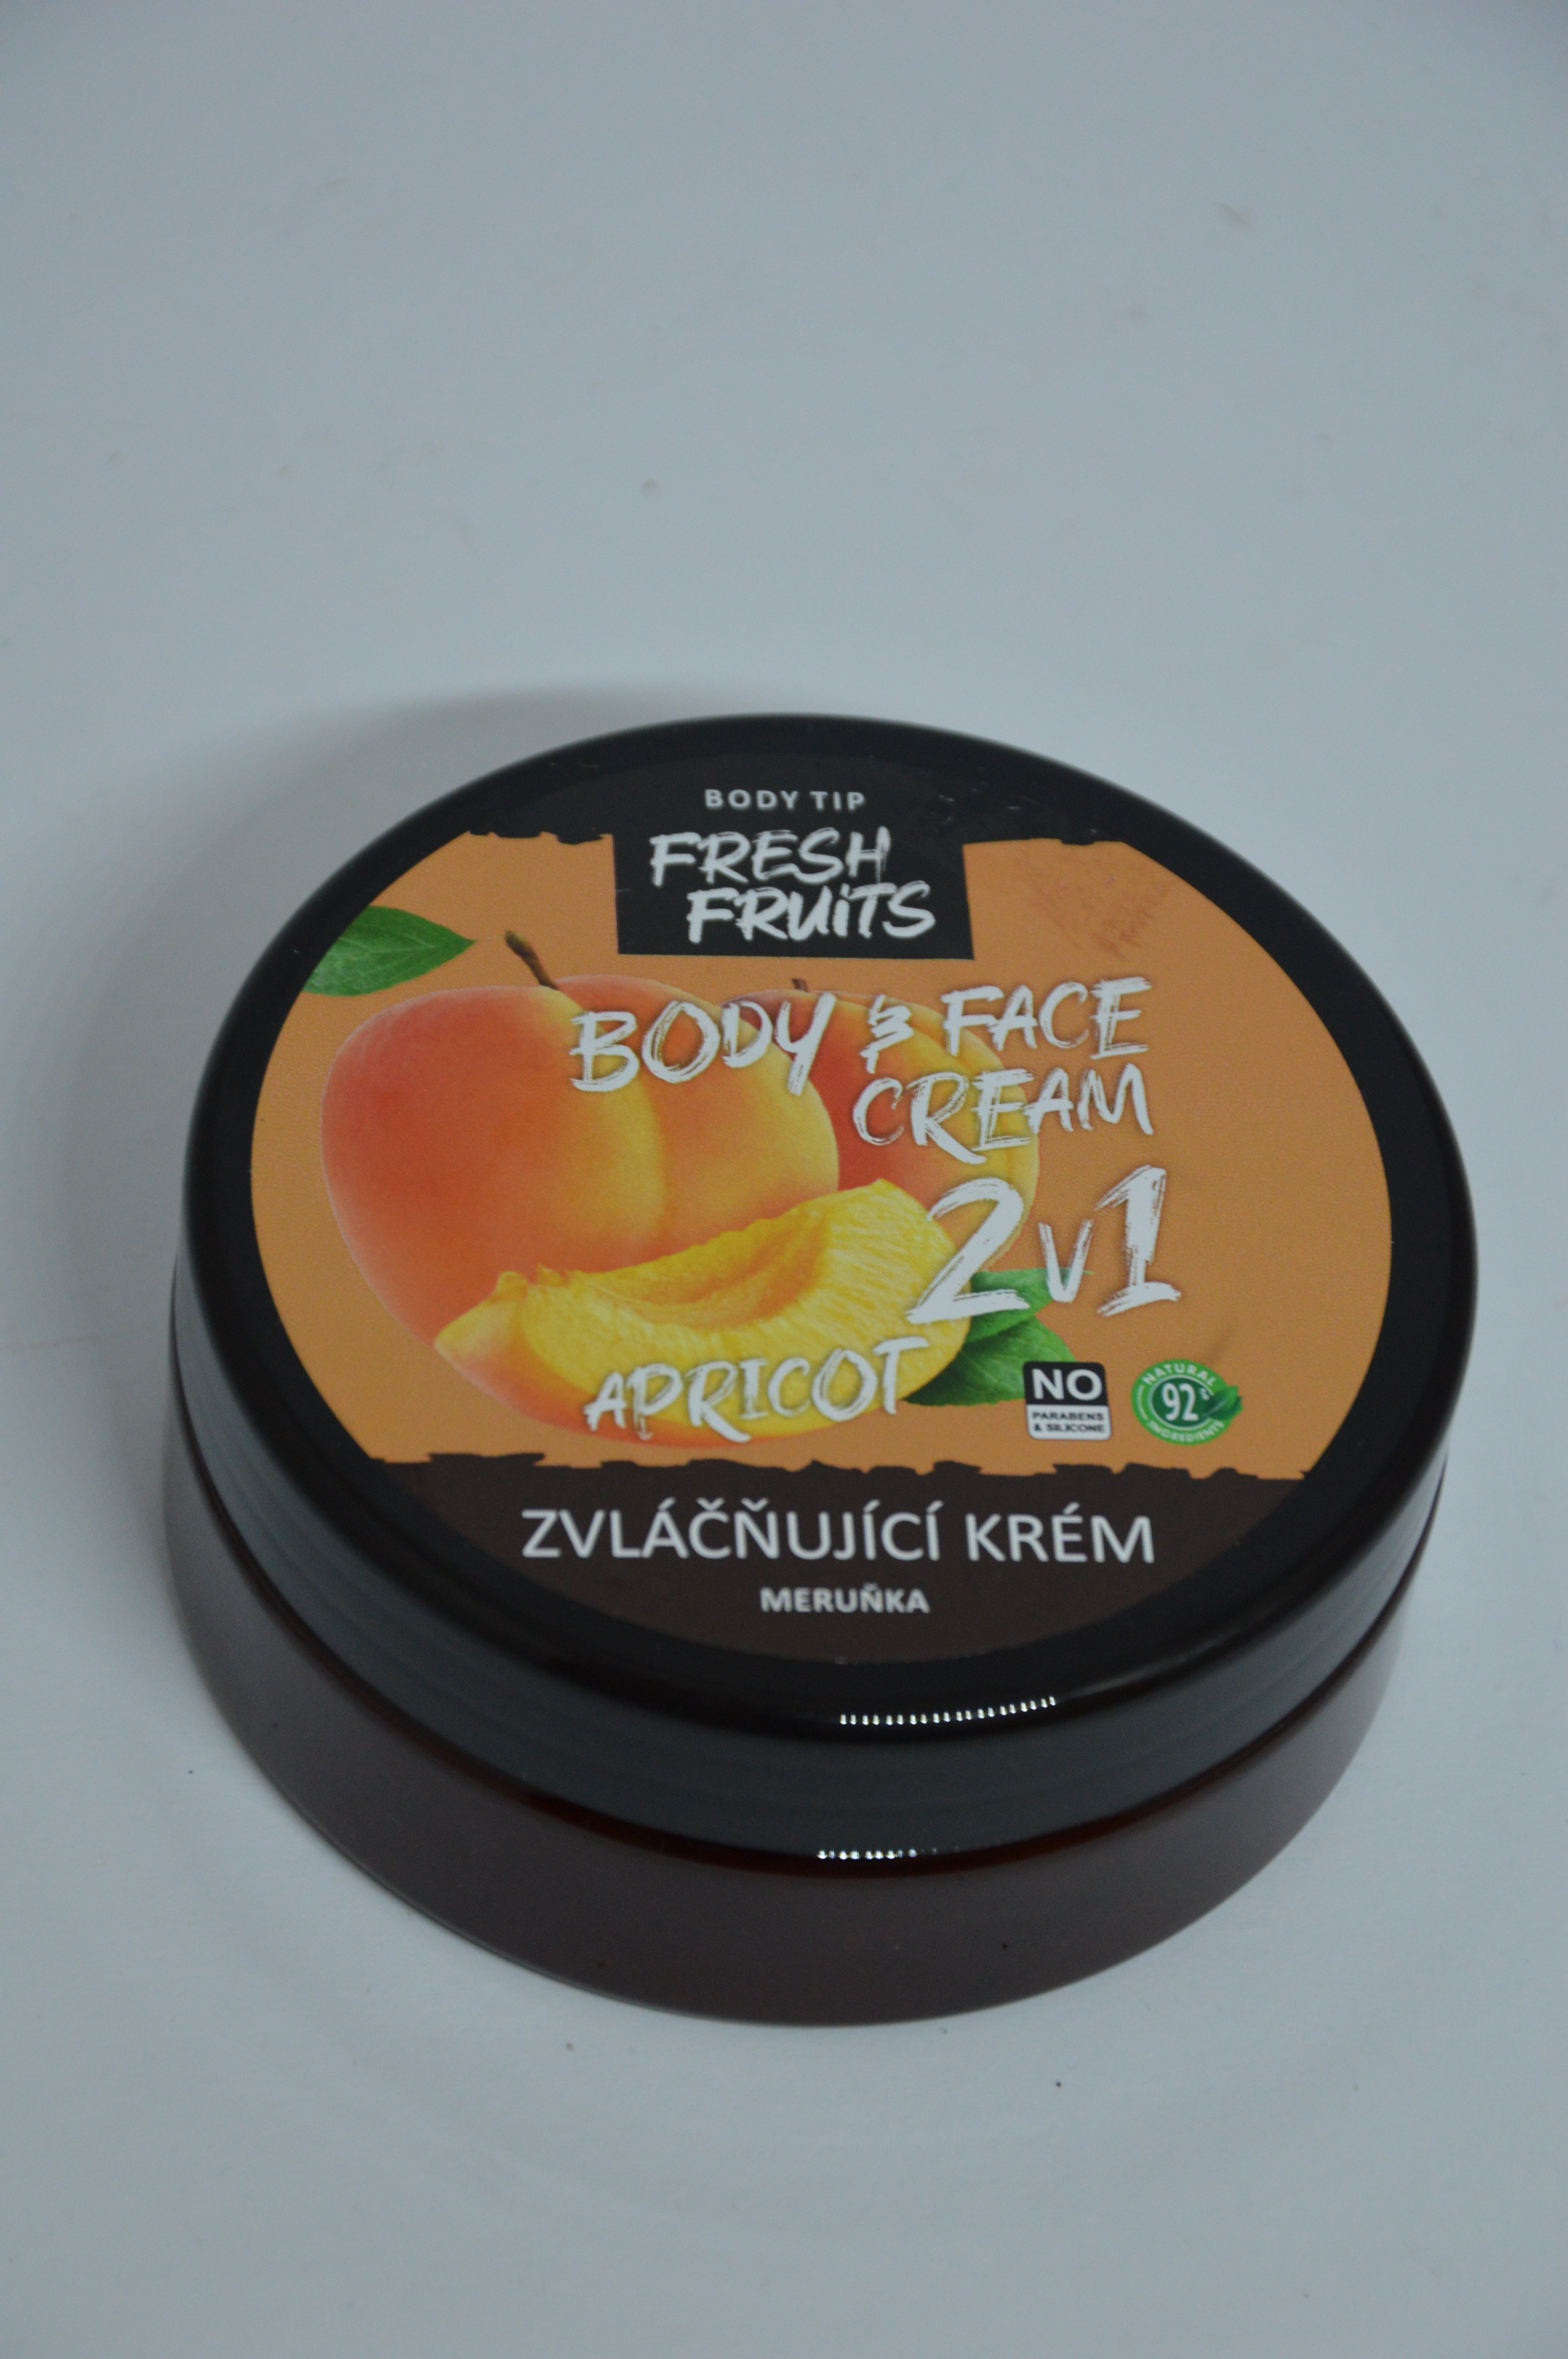 BODY TIP
FRESH
FRUiTS
BODY & FACE
CREAM
2v1
APRICOT
NO
PARABENS
& SILICONE
NATURAL
92%
INGREDIENTS
ZVLÁČŇUJÍCÍ KRÉM
MERUŇKA